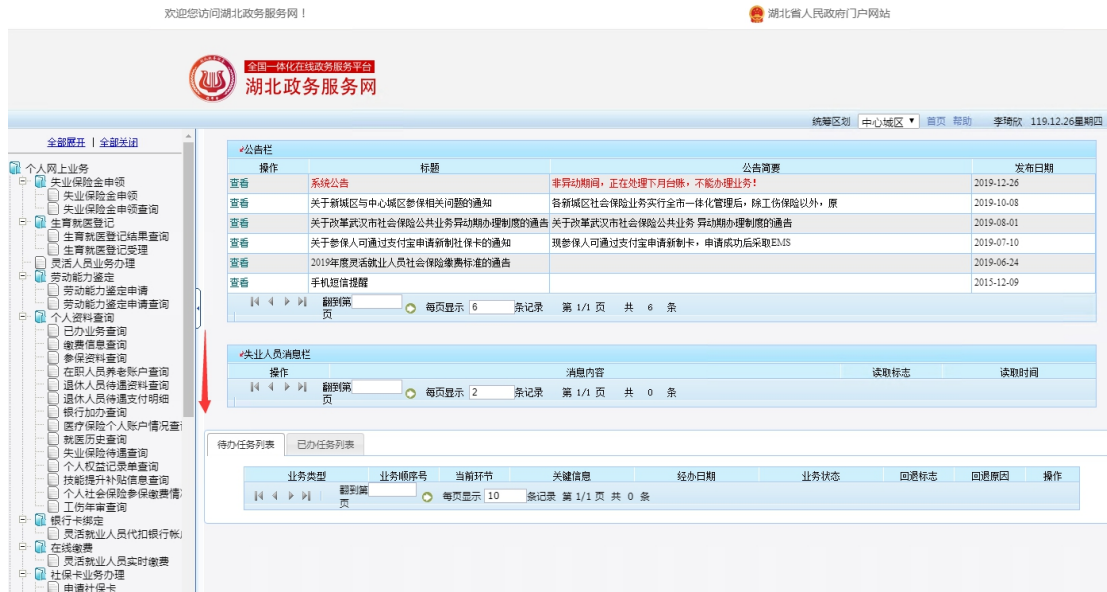 欢迎您访问湖北政务服务网！
湖北省人民政府门户网站
全国一体化在线政务服务平台
湖北政务服务网
统筹区划 中心城区 首页 帮助 李琦欣 119.12.26星期四
全部展开 | 全部关闭
个人网上业务
失业保险金申领
失业保险金申领
失业保险金申领查询
生育就医登记
生育就医登记结果查询
生育就医登记受理
灵活人员业务办理
劳动能力鉴定
劳动能力鉴定申请
劳动能力鉴定申请查询
个人资料查询
已办业务查询
缴费信息查询
参保资料查询
在职人员养老账户查询
退休人员待遇资料查询
退休人员待遇支付明细
银行加办查询
医疗保险个人账户情况查
就医历史查询
失业保险待遇查询
个人权益记录单查询
技能提升补贴信息查询
个人社会保险参保缴费情
工伤年审查询
银行卡绑定
灵活就业人员代扣银行帐
在线缴费
灵活就业人员实时缴费
社保卡业务办理
申请社保卡
公告栏
操作 标题 公告简要 发布日期
查看 系统公告 非异动期间，正在处理下月台账，不能办理业务！ 2019-12-26
查看 关于新城区与中心城区参保相关问题的通知 各新城区社会保险业务实行全市一体化管理后，除工伤保险以外，原 2019-10-08
查看 关于改革武汉市社会保险公共业务异动期办理制度的通告 关于改革武汉市社会保险公共业务 异动期办理制度的通告 2019-08-01
查看 关于参保人可通过支付宝申请新制社保卡的通知 现参保人可通过支付宝申请新制卡，申请成功后采取EMS 2019-07-10
查看 2019年度灵活就业人员社会保险缴费标准的通告 2019-06-24
查看 手机短信提醒 2015-12-09
翻到第 页 每页显示 6 条记录 第 1/1 页 共 6 条
失业人员消息栏
操作 消息内容 读取标志 读取时间
翻到第 页 每页显示 2 条记录 第 1/1 页 共 0 条
待办任务列表 已办任务列表
业务类型 业务顺序号 当前环节 关键信息 经办日期 业务状态 回退标志 回退原因 操作
翻到第 页 每页显示 10 条记录 第 1/1 页 共 0 条